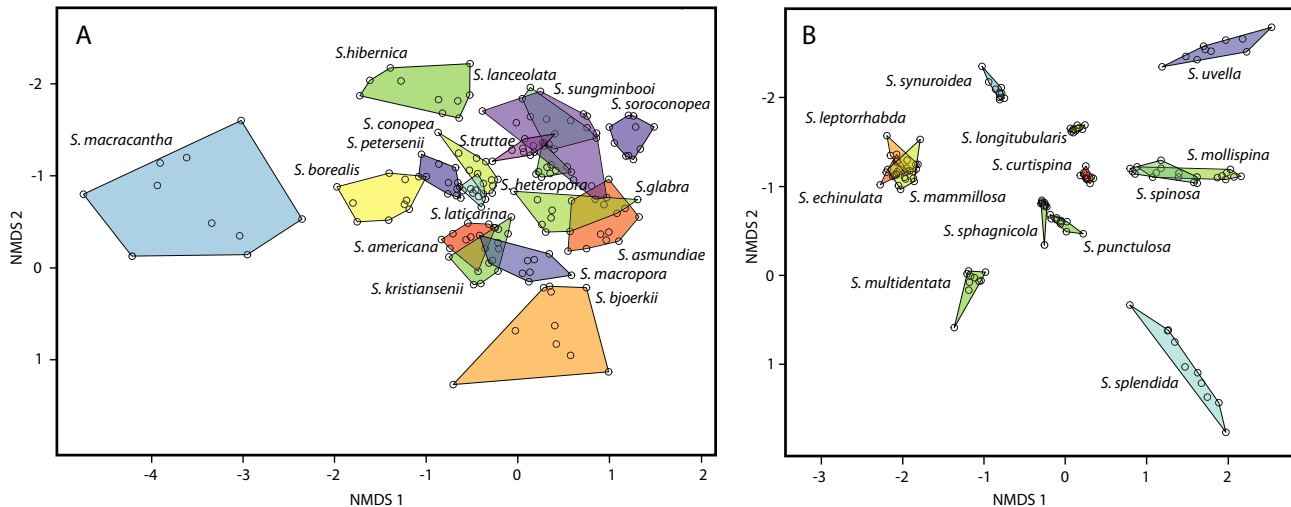 A
S.hibernica
S. lanceolata
S. sungminbooi
S. soroconopea
S. macracantha
S. conopea
S.truttae
S. petersenii
S. borealis
S. heteropora
S.glabra
S. laticarina
S. americana
S. asmundiae
S. macropora
S. kristiansenii
S. bjoerkii
-2
-1
0
1
NMDS 2
-4
-3
-2
-1
0
1
2
NMDS 1
B
S. uvella
S. synuroidea
S. leptorrhabda
S. longitubularis
S. mollispina
S. curtispina
S. spinosa
S. echinulata
S. mammillosa
S. sphagnicola
S. punctulosa
S. multidentata
S. splendida
-2
-1
0
1
NMDS 2
-3
-2
-1
0
1
2
NMDS 1